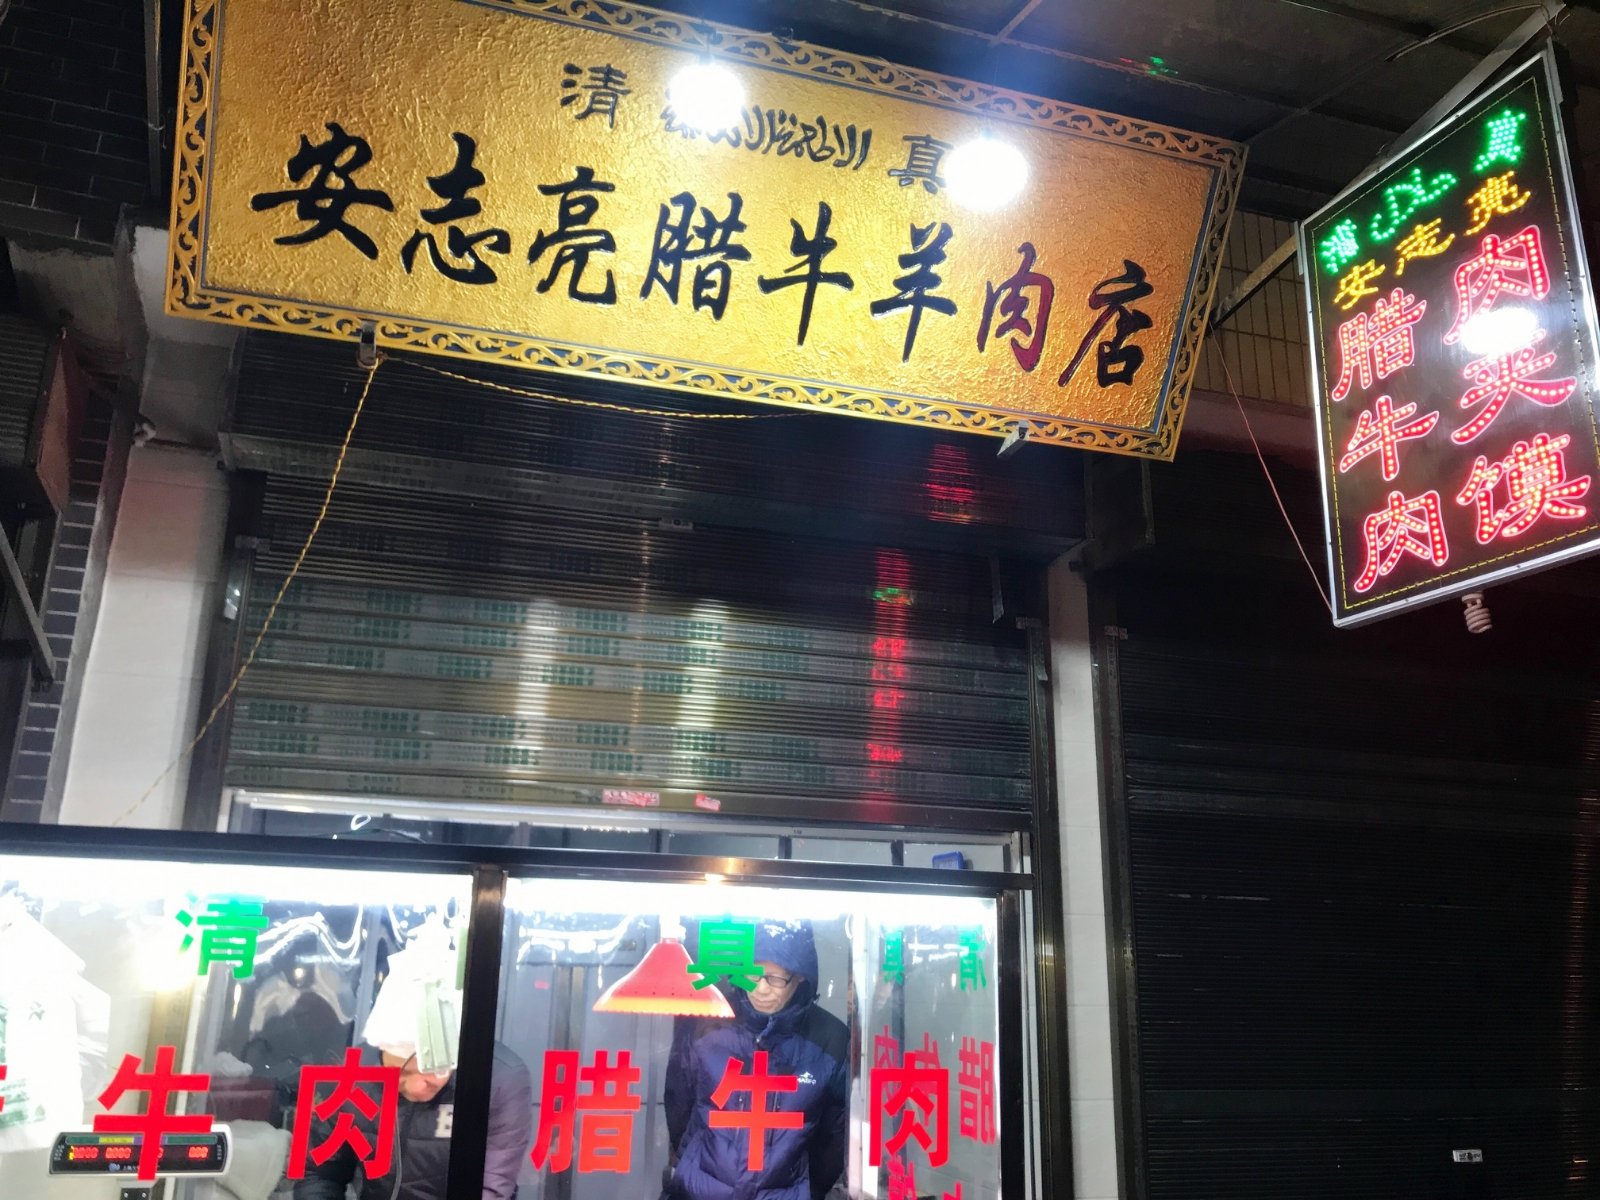 清 真
安志亮腊牛羊肉店
清 真
安志亮
腊牛肉
肉夹馍
清 真
牛肉 腊牛肉